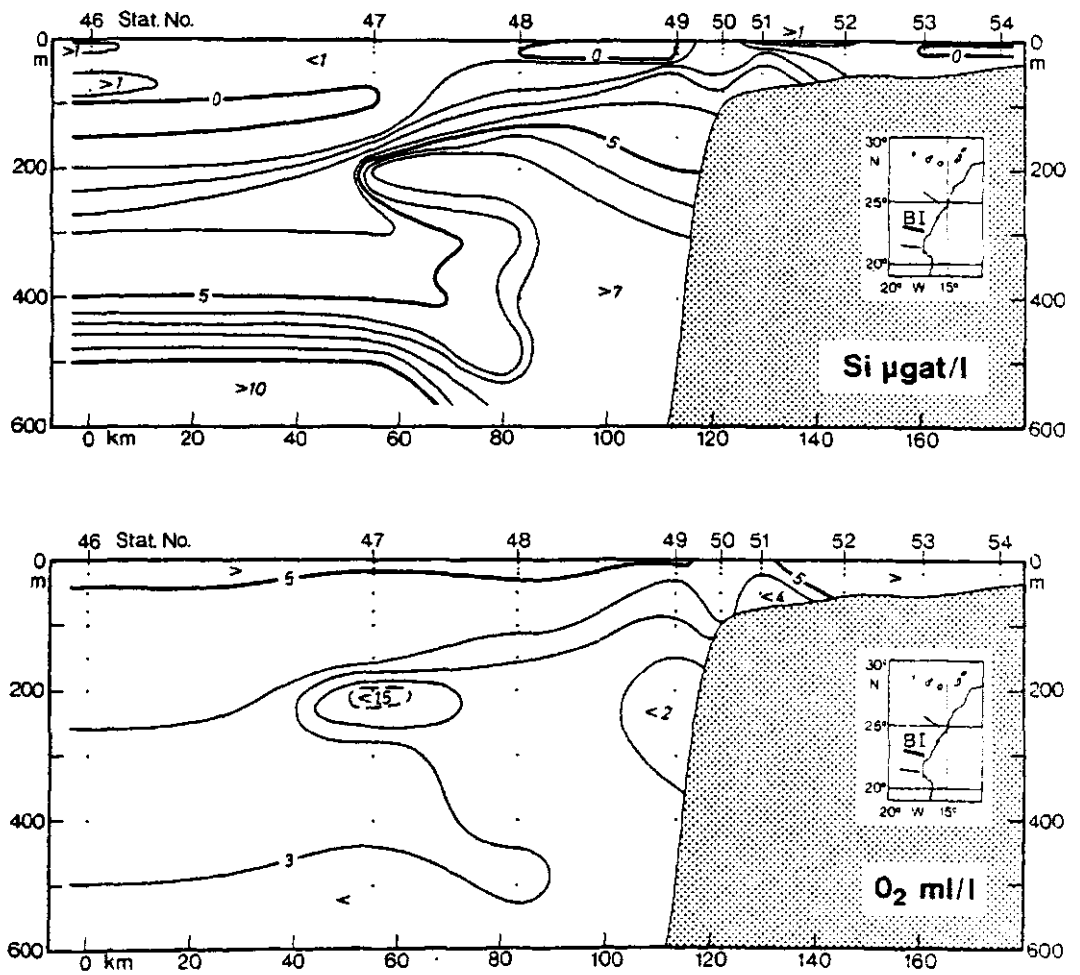 46 Stat. No. 47 48 49 50 51 52 53 54
0 >1 <1 0 >1 0 0
m
>1
0
5
200 200
30°
N
25°
BI
20°
20° W 15°
5 >7
400 400
Si µgat/l
>10
600 600
0 km 20 40 60 80 100 120 140 160
46 Stat. No. 47 48 49 50 51 52 53 54
0 > 5 5 > 0
m
<4
200 <1.5 <2 200
30°
N
25°
BI
20°
20° W 15°
400 400
3
<
O₂ ml/l
600 600
0 km 20 40 60 80 100 120 140 160